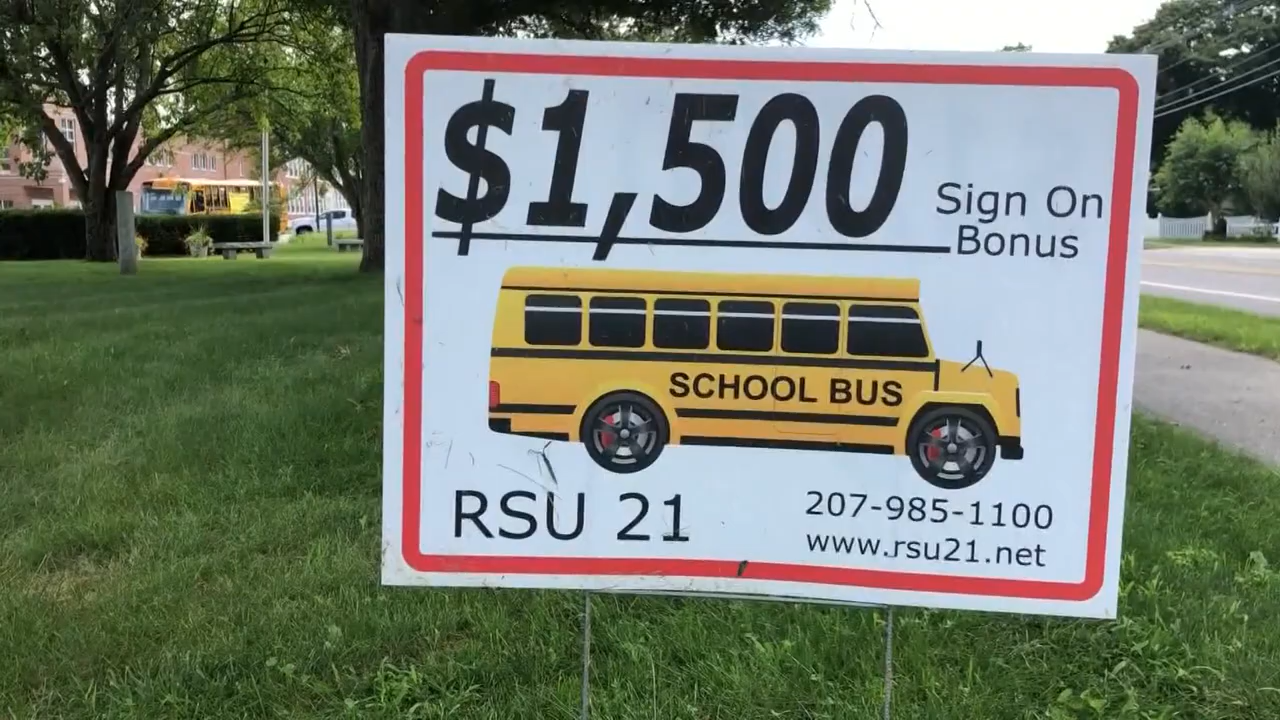 $1,500
Sign On
Bonus
SCHOOL BUS
RSU 21
207-985-1100
www.rsu21.net